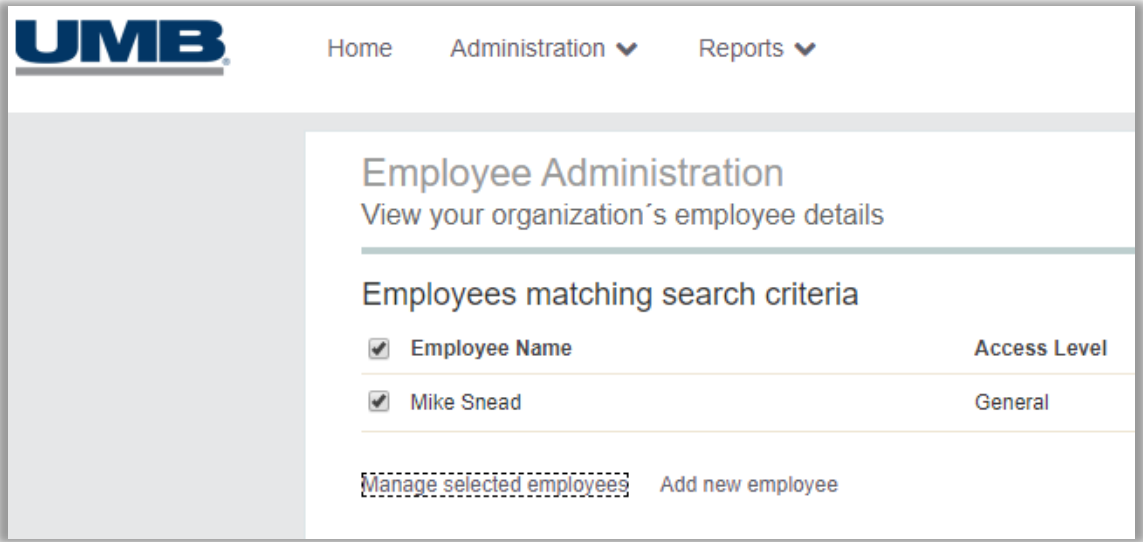 UMB®
Home Administration Reports
Employee Administration
View your organization´s employee details
Employees matching search criteria
Employee Name Access Level
Mike Snead General
Manage selected employees Add new employee